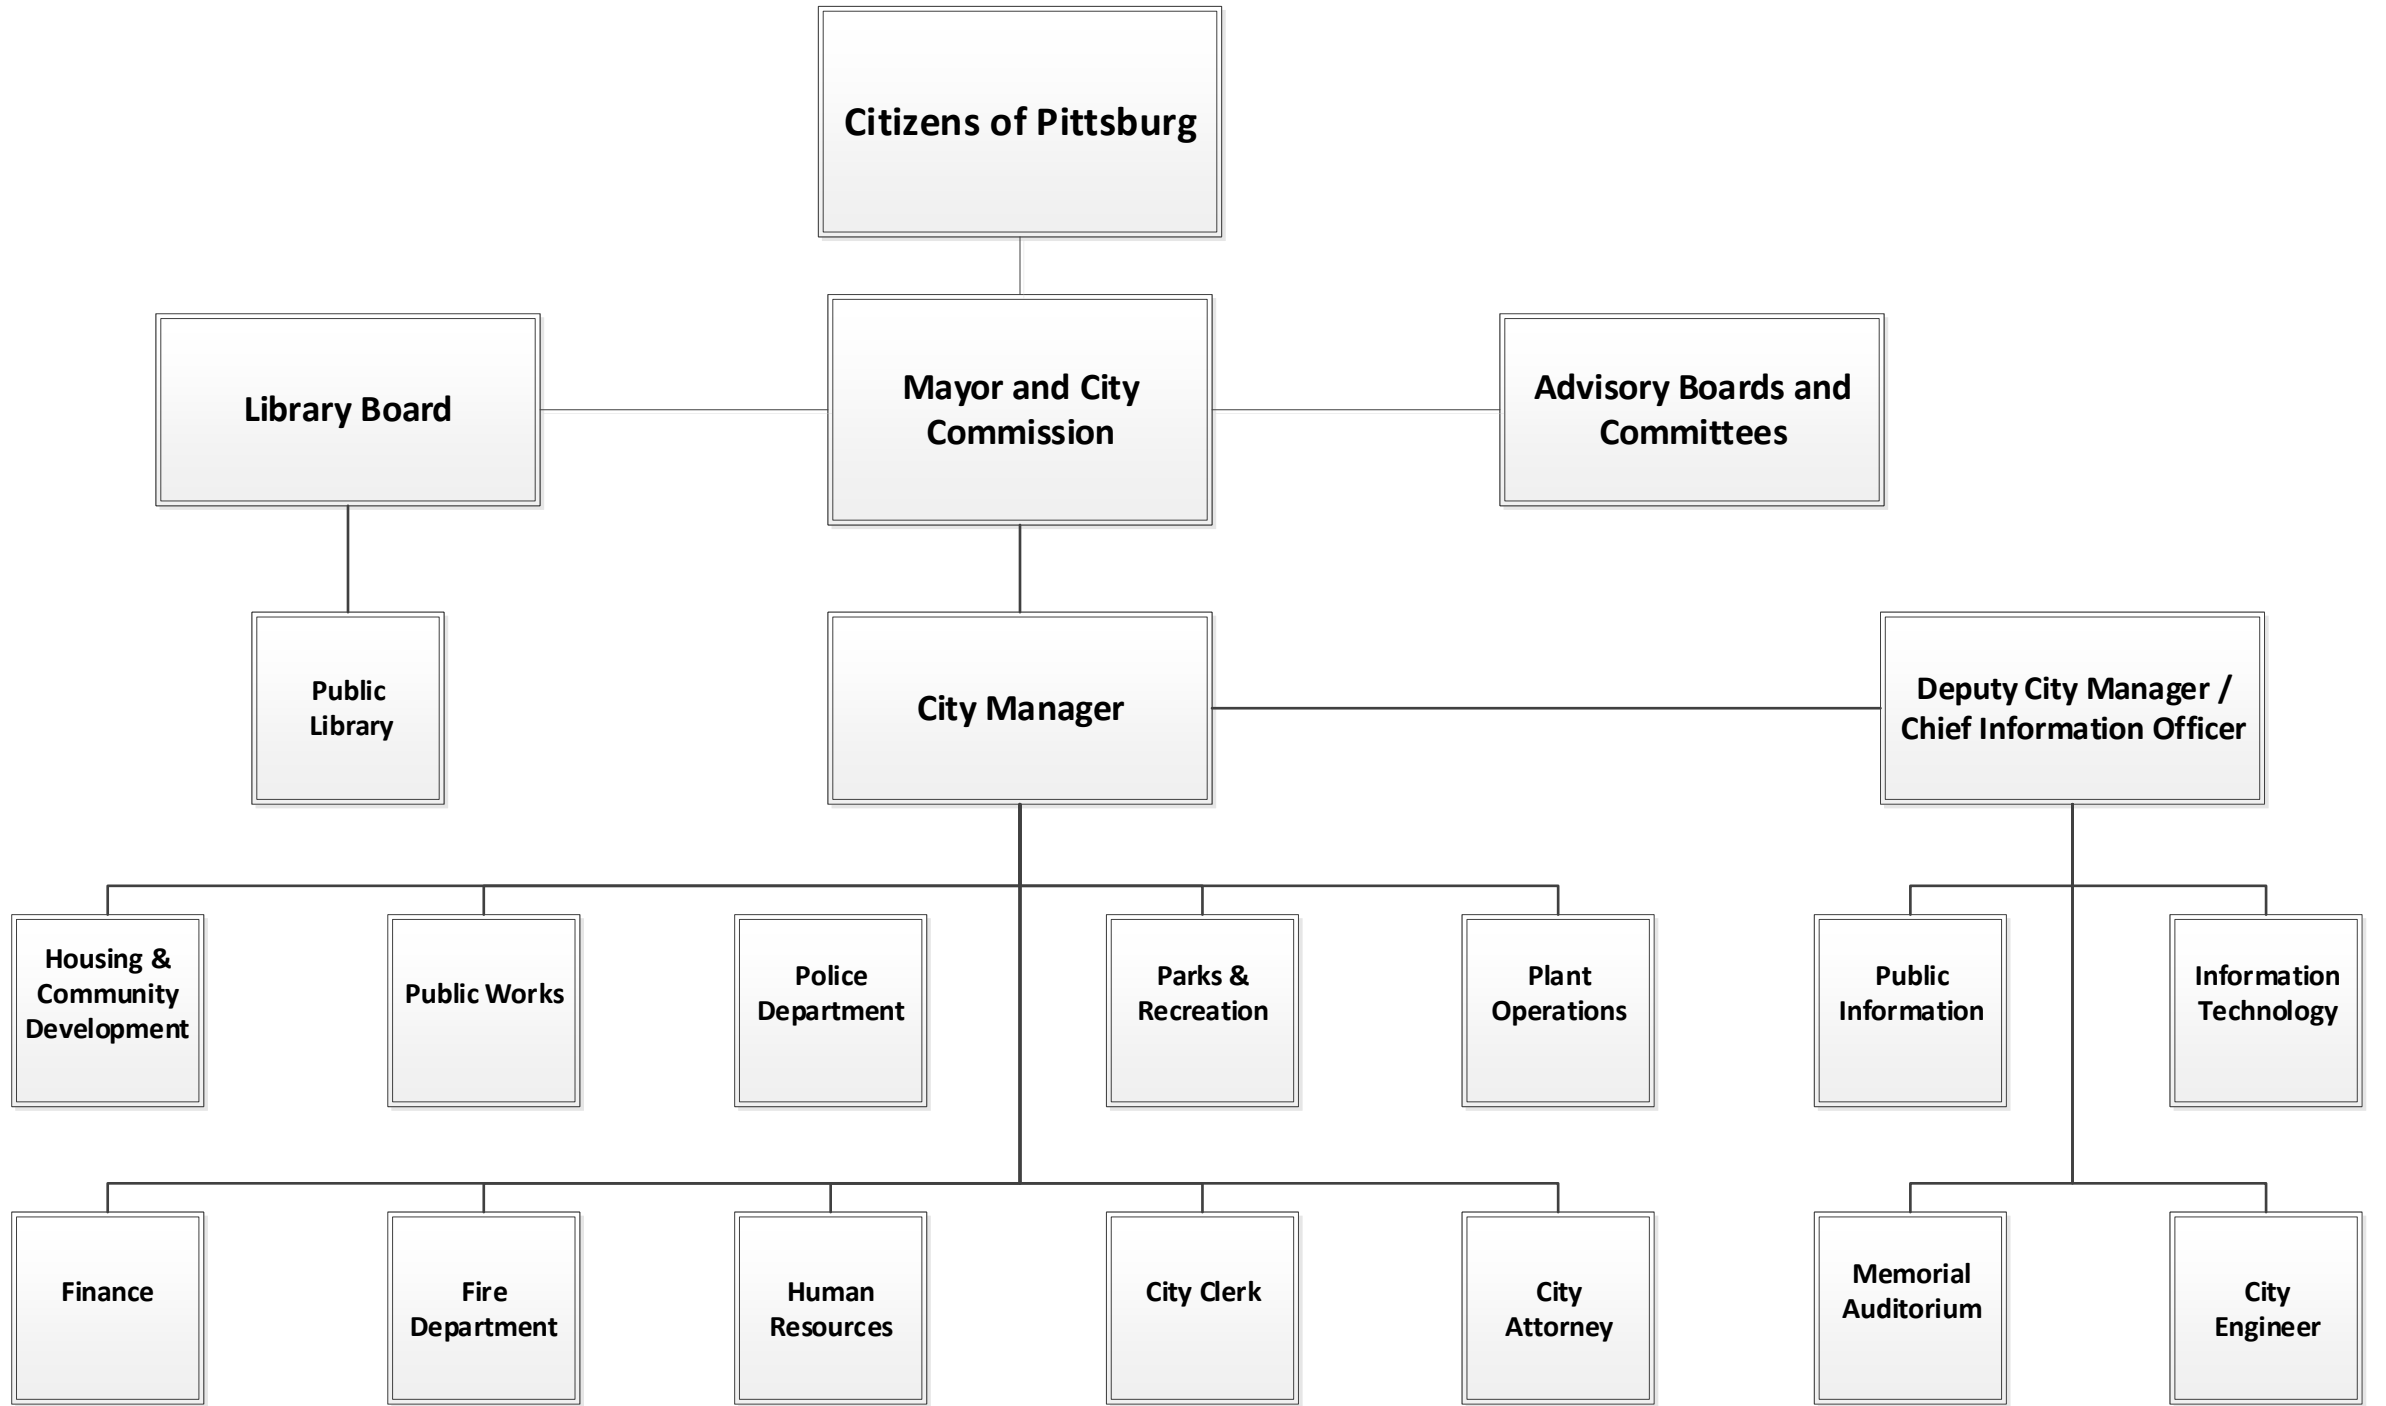 Citizens of Pittsburg
Library Board
Mayor and City
Commission
Advisory Boards and
Committees
Public
Library
City Manager
Deputy City Manager /
Chief Information Officer
Housing &
Community
Development
Public Works
Police
Department
Parks &
Recreation
Plant
Operations
Public
Information
Information
Technology
Finance
Fire
Department
Human
Resources
City Clerk
City
Attorney
Memorial
Auditorium
City
Engineer